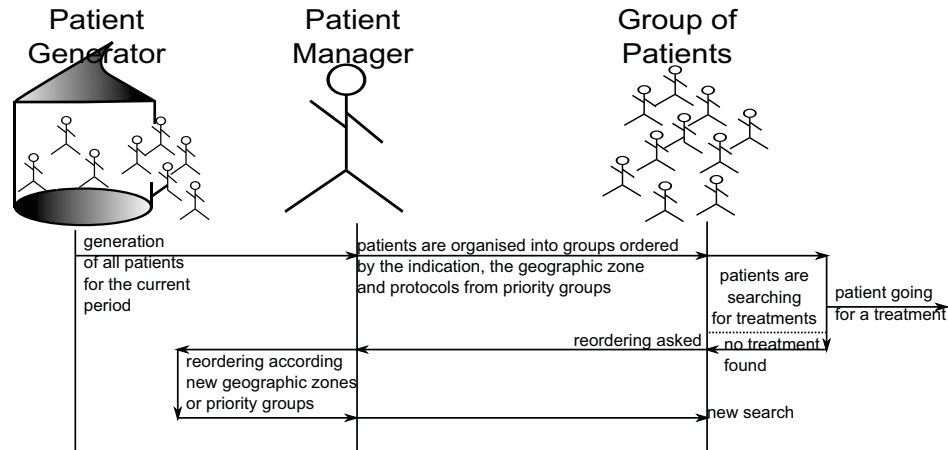 Patient
Generator
Patient
Manager
Group of
Patients
generation
of all patients
for the current
period
patients are organised into groups ordered
by the indication, the geographic zone
and protocols from priority groups
patients are
searching
for treatments
patient going
for a treatment
reordering asked
no treatment
found
reordering according
new geographic zones
or priority groups
new search